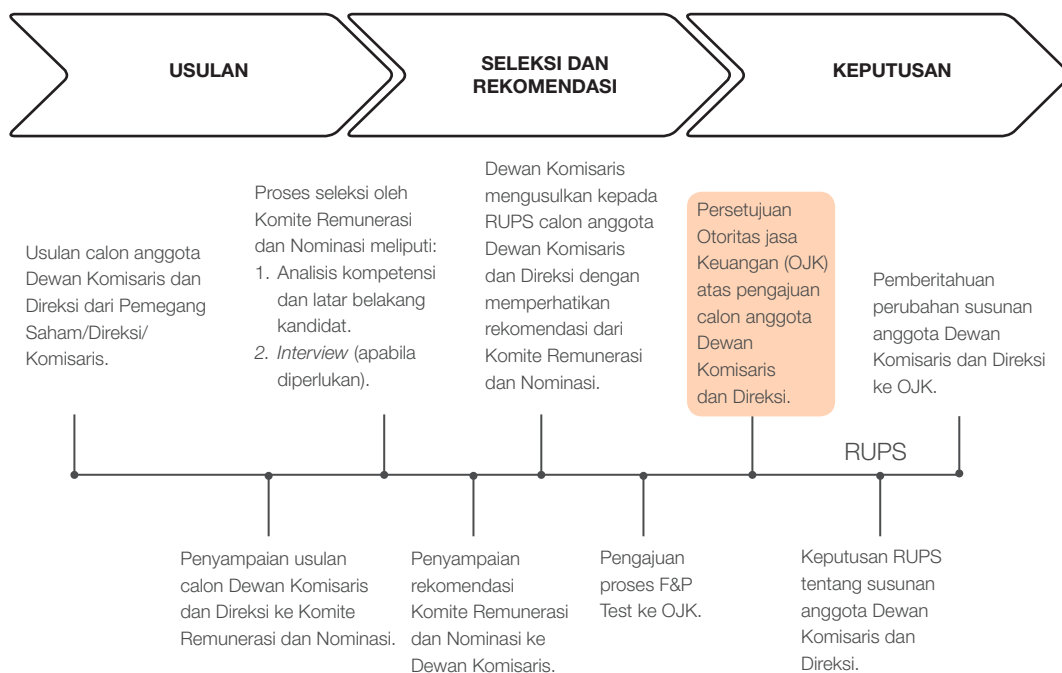 USULAN
SELEKSI DAN
REKOMENDASI
KEPUTUSAN
Usulan calon anggota
Dewan Komisaris dan
Direksi dari Pemegang
Saham/Direksi/
Komisaris.
Proses seleksi oleh
Komite Remunerasi
dan Nominasi meliputi:
1. Analisis kompetensi
dan latar belakang
kandidat.
2. Interview (apabila
diperlukan).
Dewan Komisaris
mengusulkan kepada
RUPS calon anggota
Dewan Komisaris
dan Direksi dengan
memperhatikan
rekomendasi dari
Komite Remunerasi
dan Nominasi.
Persetujuan
Otoritas jasa
Keuangan (OJK)
atas pengajuan
calon anggota
Dewan
Komisaris
dan Direksi.
Pemberitahuan
perubahan susunan
anggota Dewan
Komisaris dan Direksi
ke OJK.
RUPS
Penyampaian usulan
calon Dewan Komisaris
dan Direksi ke Komite
Remunerasi dan Nominasi.
Penyampaian
rekomendasi
Komite Remunerasi
dan Nominasi ke
Dewan Komisaris.
Pengajuan
proses F&P
Test ke OJK.
Keputusan RUPS
tentang susunan
anggota Dewan
Komisaris dan
Direksi.